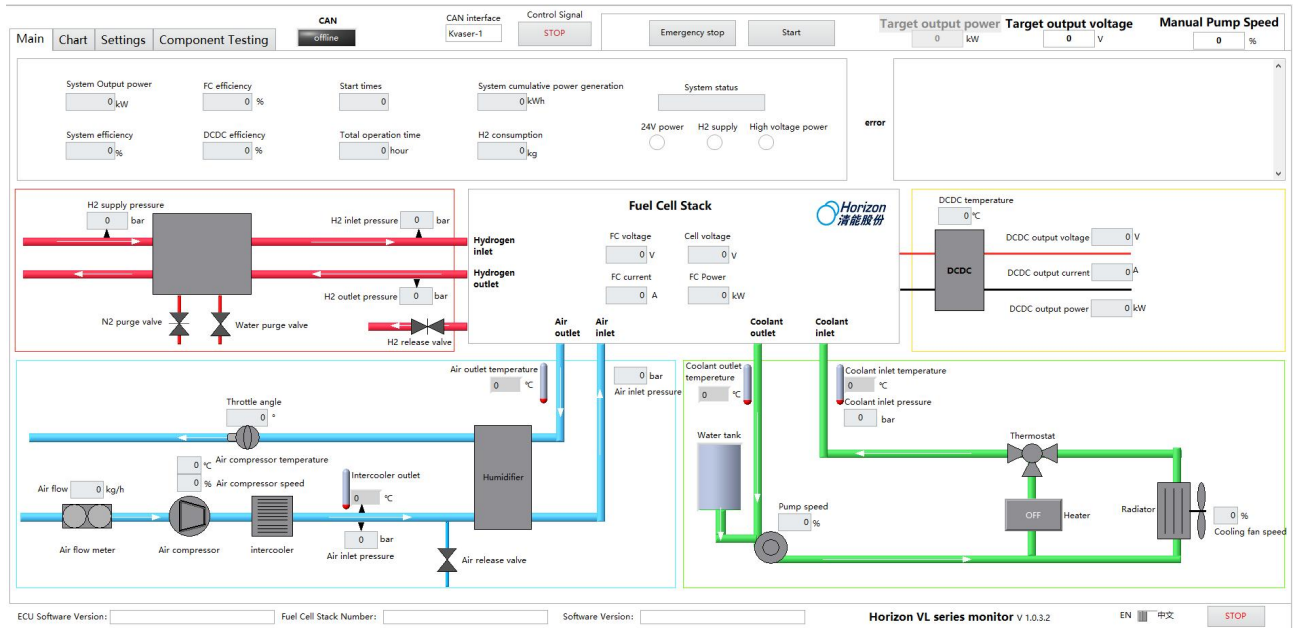 CAN
CAN interface
Control Signal
Main
Chart
Settings
Component Testing
offline
Kvaser-1
STOP
Emergency stop
Start
Target output power
0 kW
Target output voltage
0 V
Manual Pump Speed
0 %
System Output power
0 kW
FC efficiency
0 %
Start times
0
System cumulative power generation
0 kWh
System status
System efficiency
0 %
DCDC efficiency
0 %
Total operation time
0 hour
H2 consumption
0 kg
24V power
H2 supply
High voltage power
error
H2 supply pressure
0 bar
H2 inlet pressure 0 bar
H2 outlet pressure 0 bar
N2 purge valve
Water purge valve
H2 release valve
Hydrogen
inlet
Hydrogen
outlet
Fuel Cell Stack
Horizon
清能股份
FC voltage
0 V
Cell voltage
0 V
FC current
0 A
FC Power
0 kW
Air
outlet
Air
inlet
Coolant
outlet
Coolant
inlet
DCDC temperature
0 ℃
DCDC
DCDC output voltage 0 V
DCDC output current 0 A
DCDC output power 0 kW
Air outlet temperature
0 ℃
0 bar
Air inlet pressure
Throttle angle
0 °
0 ℃ Air compressor temperature
0 % Air compressor speed
Air flow 0 kg/h
Intercooler outlet
0 ℃
0 bar
Air inlet pressure
Humidifier
Air flow meter
Air compressor
intercooler
Air release valve
Coolant outlet
tempereture
0 ℃
Coolant inlet temperature
0 ℃
Coolant inlet pressure
0 bar
Water tank
Pump speed
0 %
Thermostat
OFF
Heater
Radiator
0 %
Cooling fan speed
ECU Software Version:
Fuel Cell Stack Number:
Software Version:
Horizon VL series monitor V 1.0.3.2
EN 中文
STOP